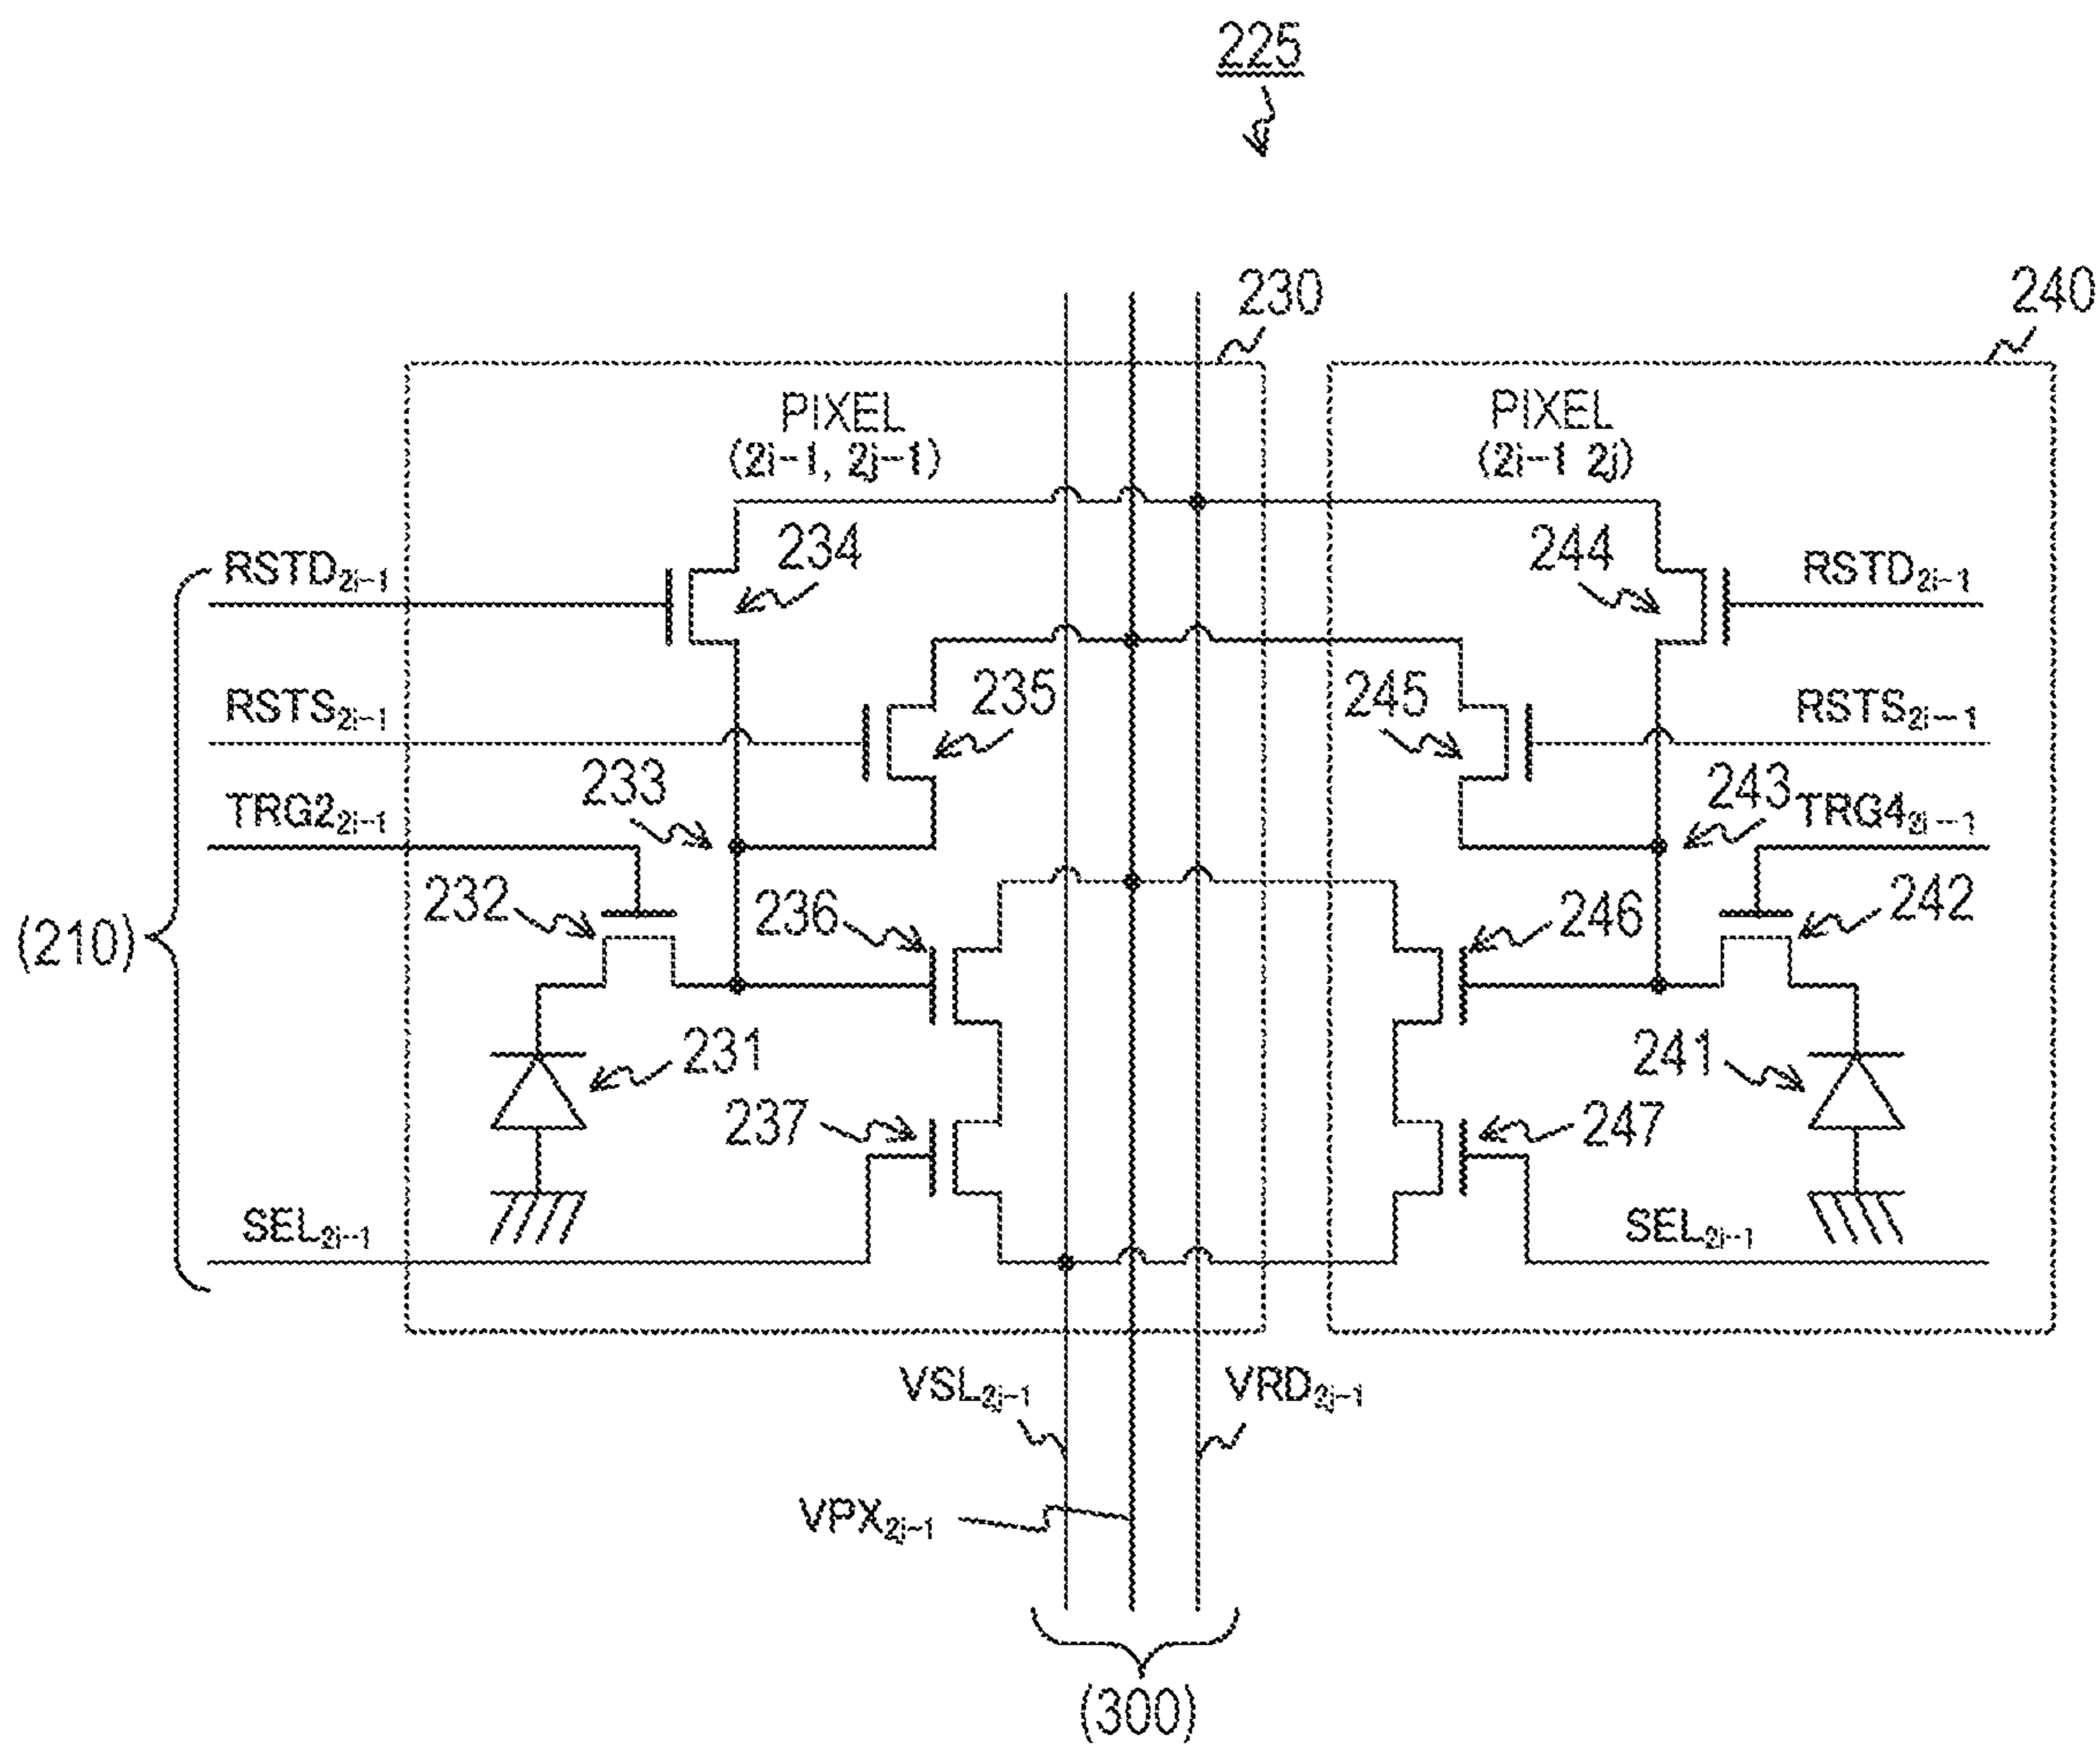 225
230
240
PIXEL
(2i-1, 2j-1)
PIXEL
(2i-1 2j)
234
244
RSTD2i-1
RSTD2i-1
235
245
RSTS2i-1
RSTS2i-1
233
243
TRG22i-1
TRG42i-1
232
236
246
242
(210)
231
241
237
247
SEL2i-1
SEL2i-1
VSL2j-1
VRD2j-1
VPX2j-1
(300)